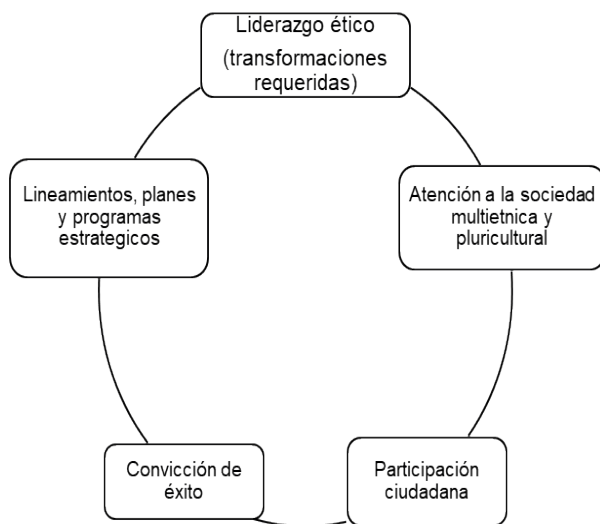 Liderazgo ético
(transformaciones
requeridas)
Atención a la sociedad
multietnica y
pluricultural
Participación
ciudadana
Convicción de
éxito
Lineamientos, planes
y programas
estrategicos